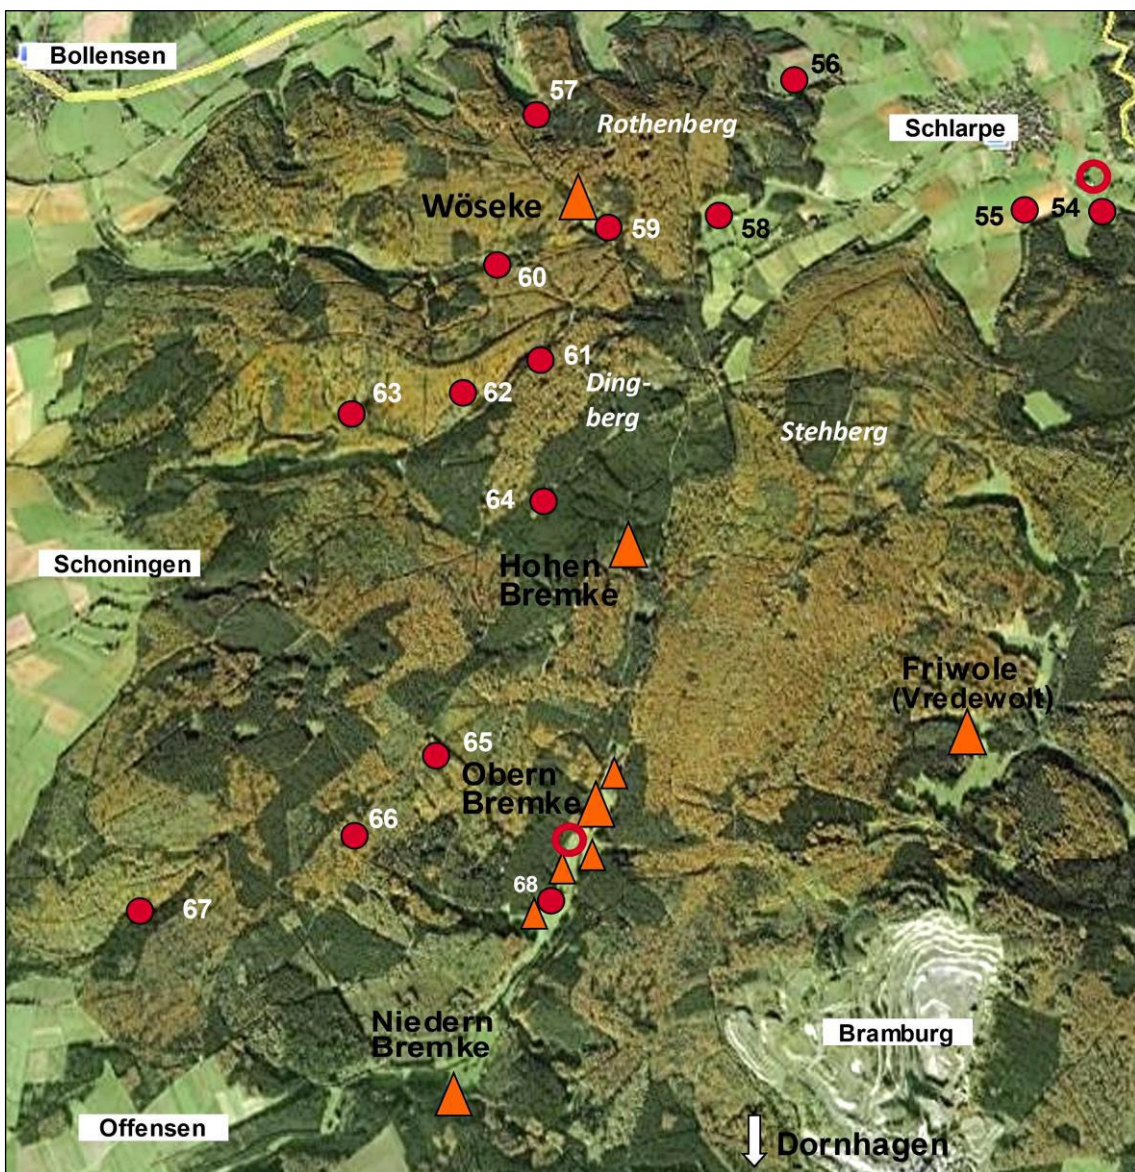 Bollensen
56
57
Rothenberg
Schlarpe
Wöseke
59
58
55
54
60
61
Ding-
berg
63
62
Stehberg
64
Schoningen
Hohen
Bremke
Friwole
(Vredewolt)
65
Obern
Bremke
66
68
67
Niedern
Bremke
Bramburg
Offensen
Dornhagen